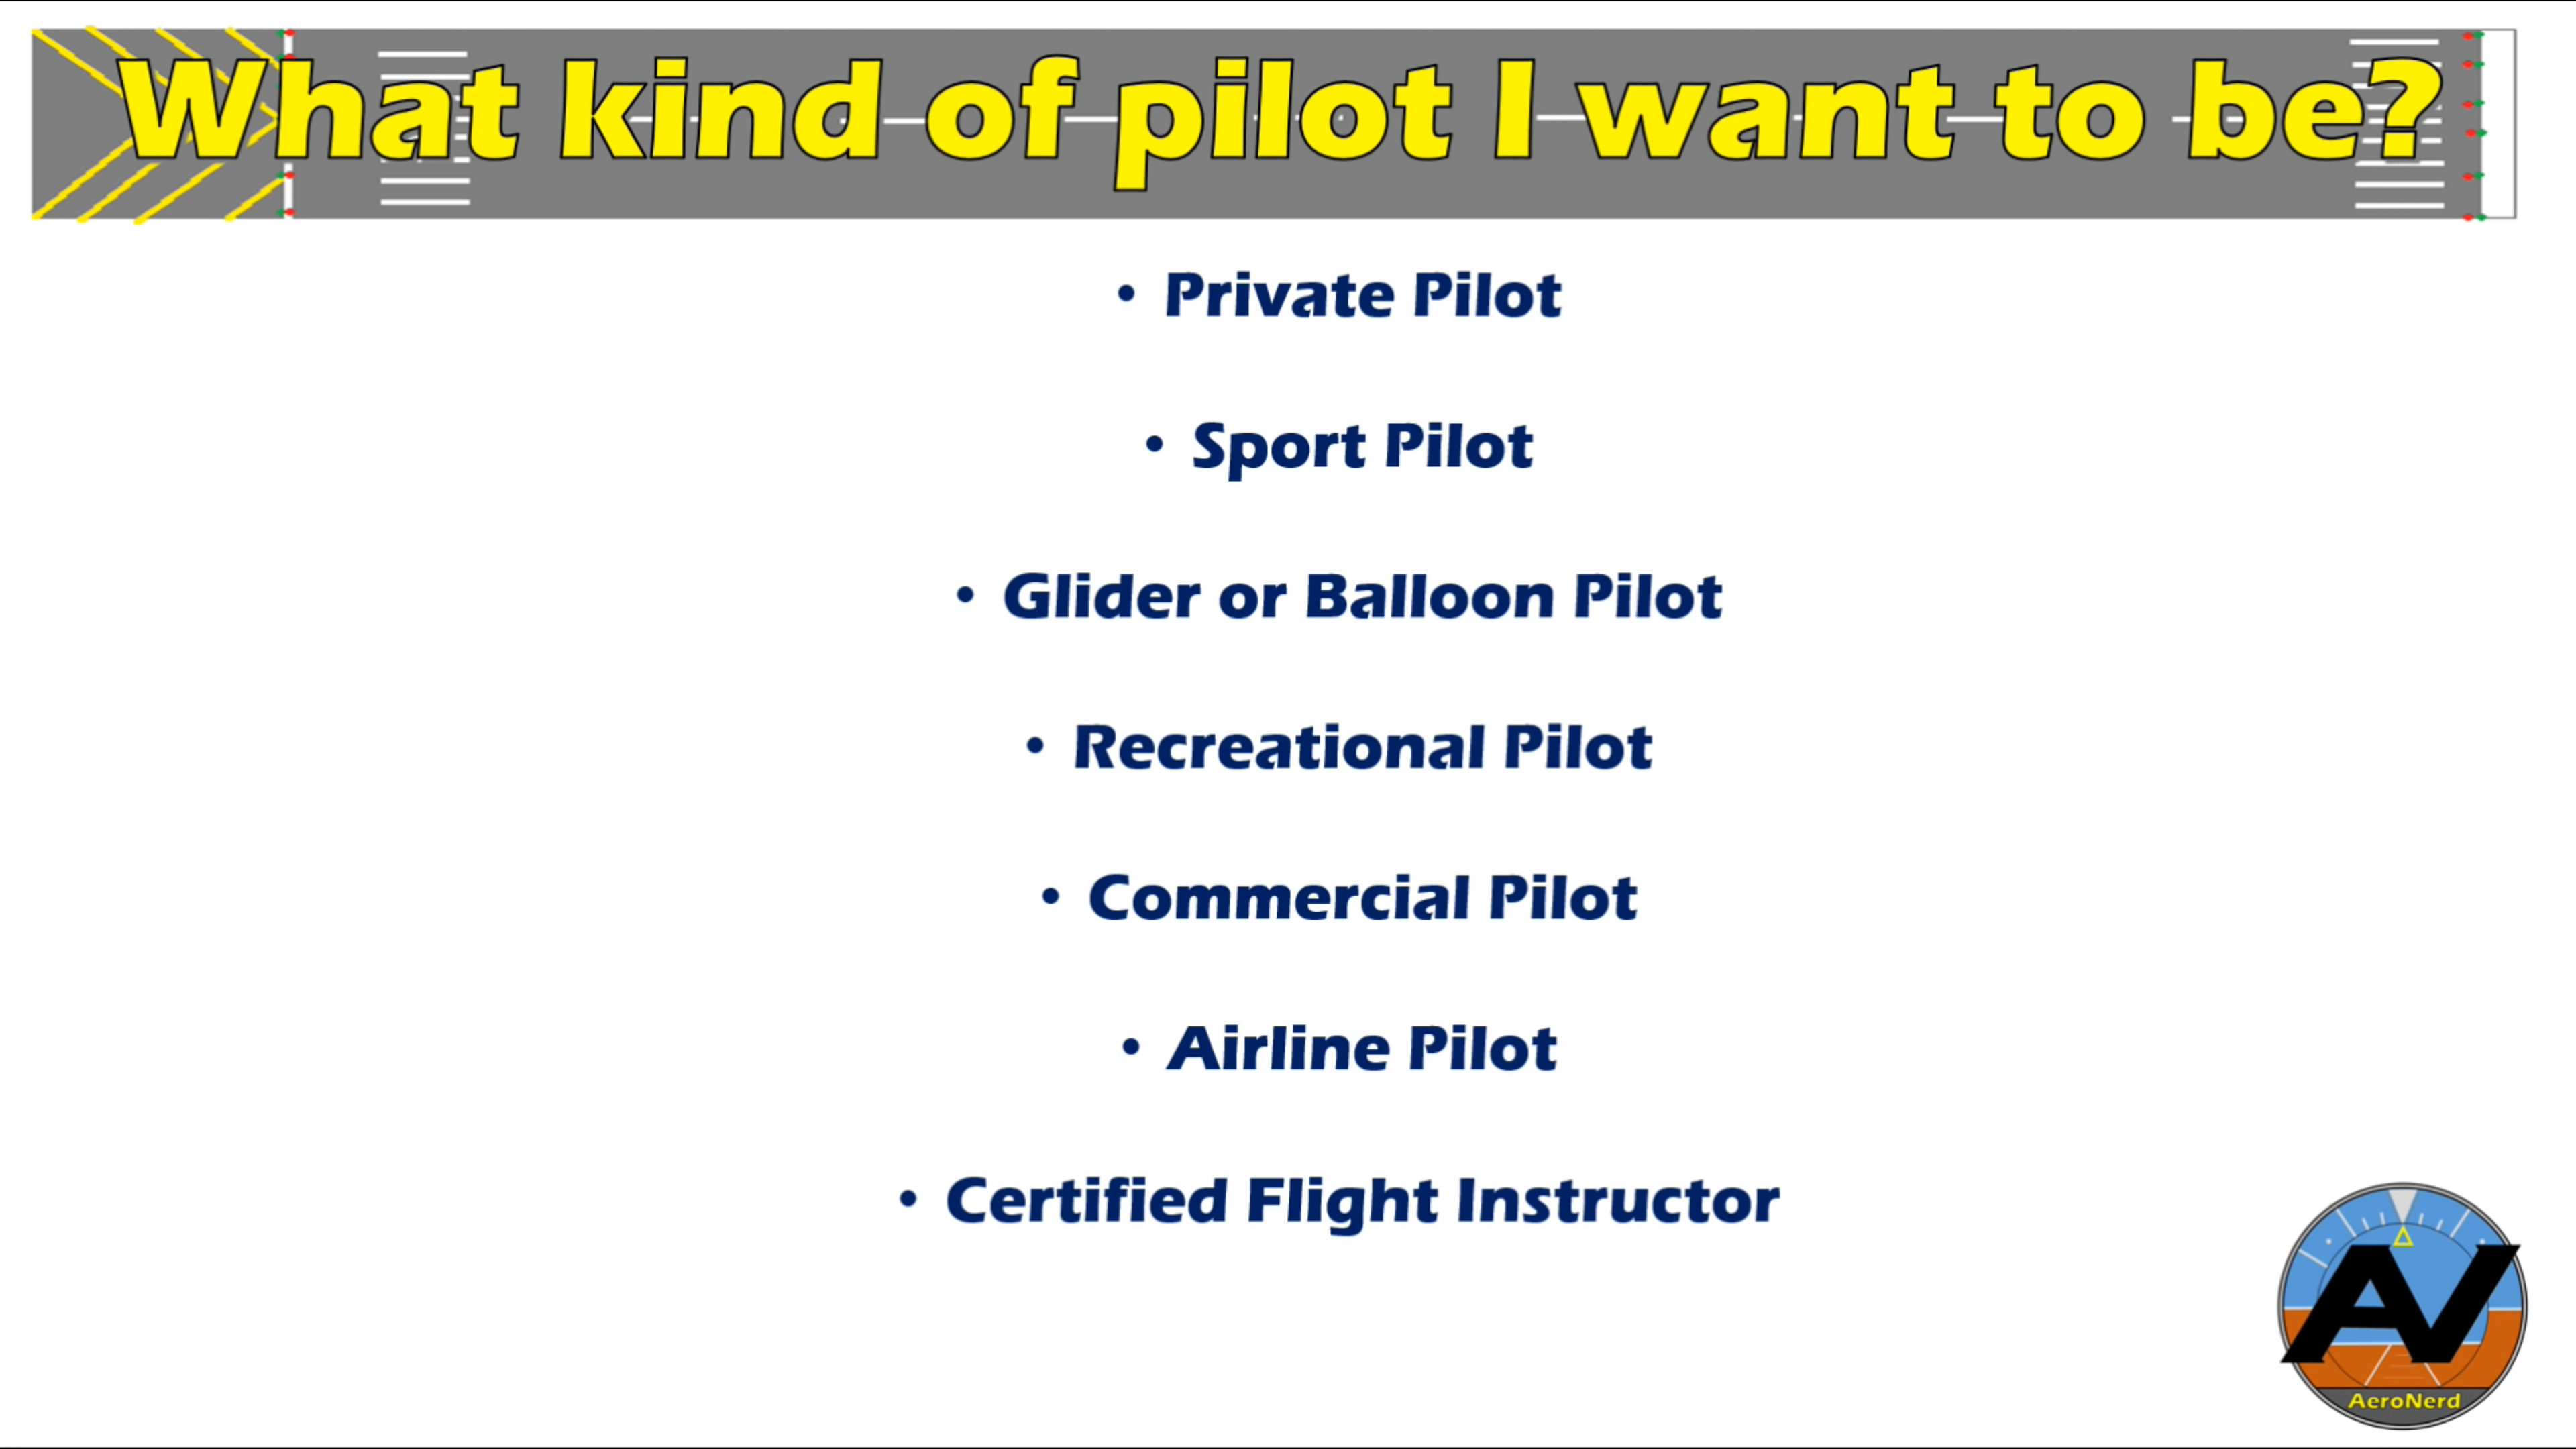 What kind of pilot I want to be?
• Private Pilot
• Sport Pilot
• Glider or Balloon Pilot
• Recreational Pilot
• Commercial Pilot
• Airline Pilot
• Certified Flight Instructor
AV
AeroNerd